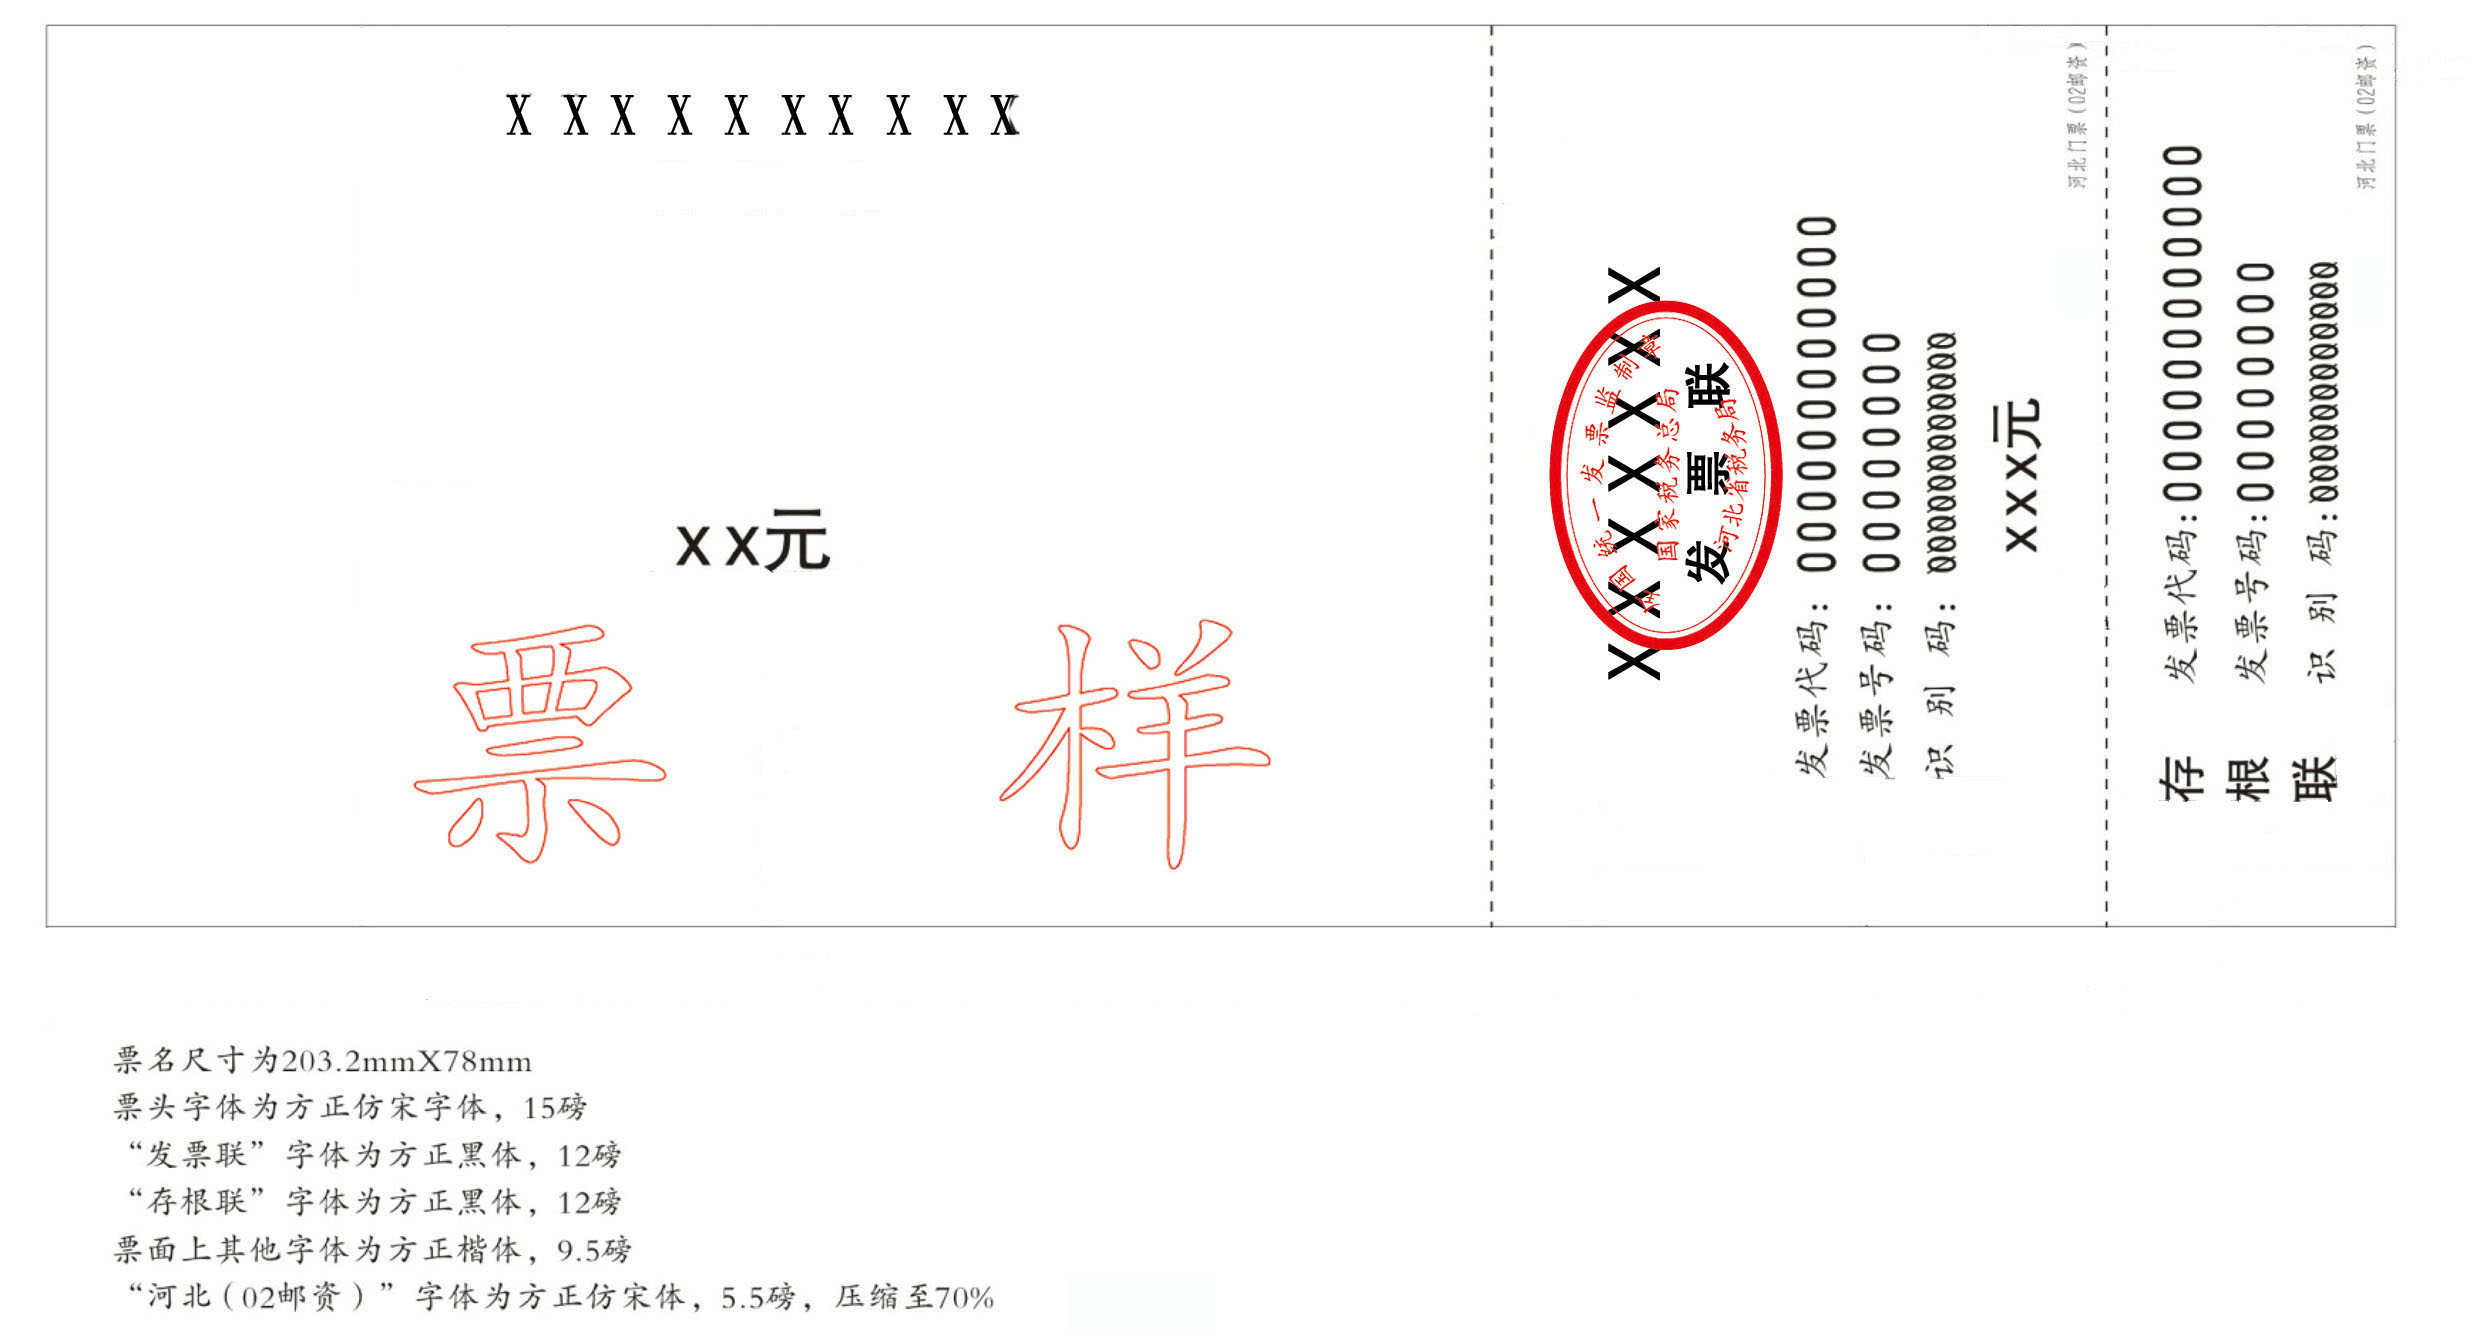 X X X X X X X X X X
xx元
票 样
X X X X X X X
全国统一发票监制章
国家税务总局
河北省税务局
发票联
发票代码: 000000000000
发票号码: 00000000
识别码: 000000000000000
xxx元
河北门票(02邮资)
存根联
发票代码:000000000000
发票号码:00000000
识别码:000000000000000
河北门票(02邮资)
票名尺寸为203.2mmX78mm
票头字体为方正仿宋字体，15磅
“发票联”字体为方正黑体，12磅
“存根联”字体为方正黑体，12磅
票面上其他字体为方正楷体，9.5磅
“河北(02邮资)”字体为方正仿宋体，5.5磅，压缩至70%